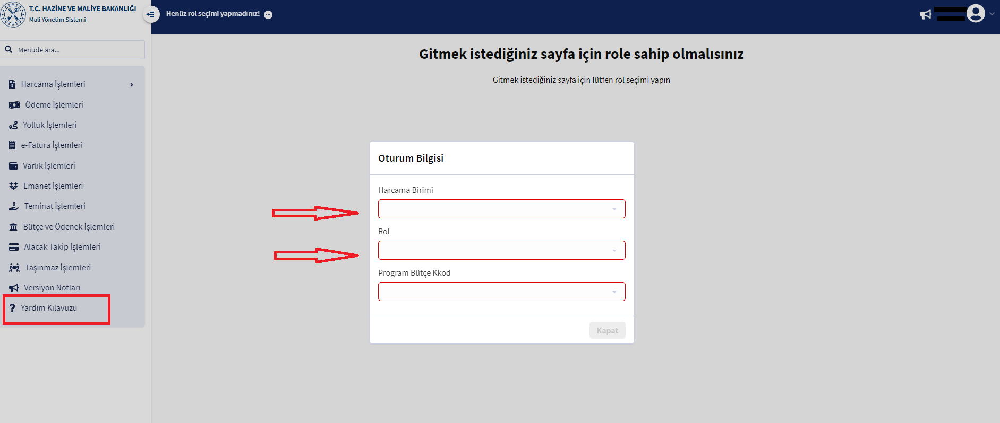 T.C. HAZİNE VE MALİYE BAKANLIĞI
Mali Yönetim Sistemi
Henüz rol seçimi yapmadınız!
Menüde ara...
Harcama İşlemleri
Ödeme İşlemleri
Yolluk İşlemleri
e-Fatura İşlemleri
Varlık İşlemleri
Emanet İşlemleri
Teminat İşlemleri
Bütçe ve Ödenek İşlemleri
Alacak Takip İşlemleri
Taşınmaz İşlemleri
Versiyon Notları
? Yardım Kılavuzu
Gitmek istediğiniz sayfa için role sahip olmalısınız
Gitmek istediğiniz sayfa için lütfen rol seçimi yapın
Oturum Bilgisi
Harcama Birimi
Rol
Program Bütçe Kkod
Kapat